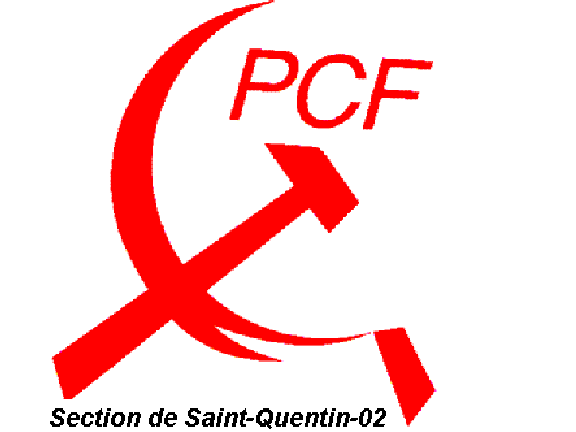 PCF
Section de Saint-Quentin-02